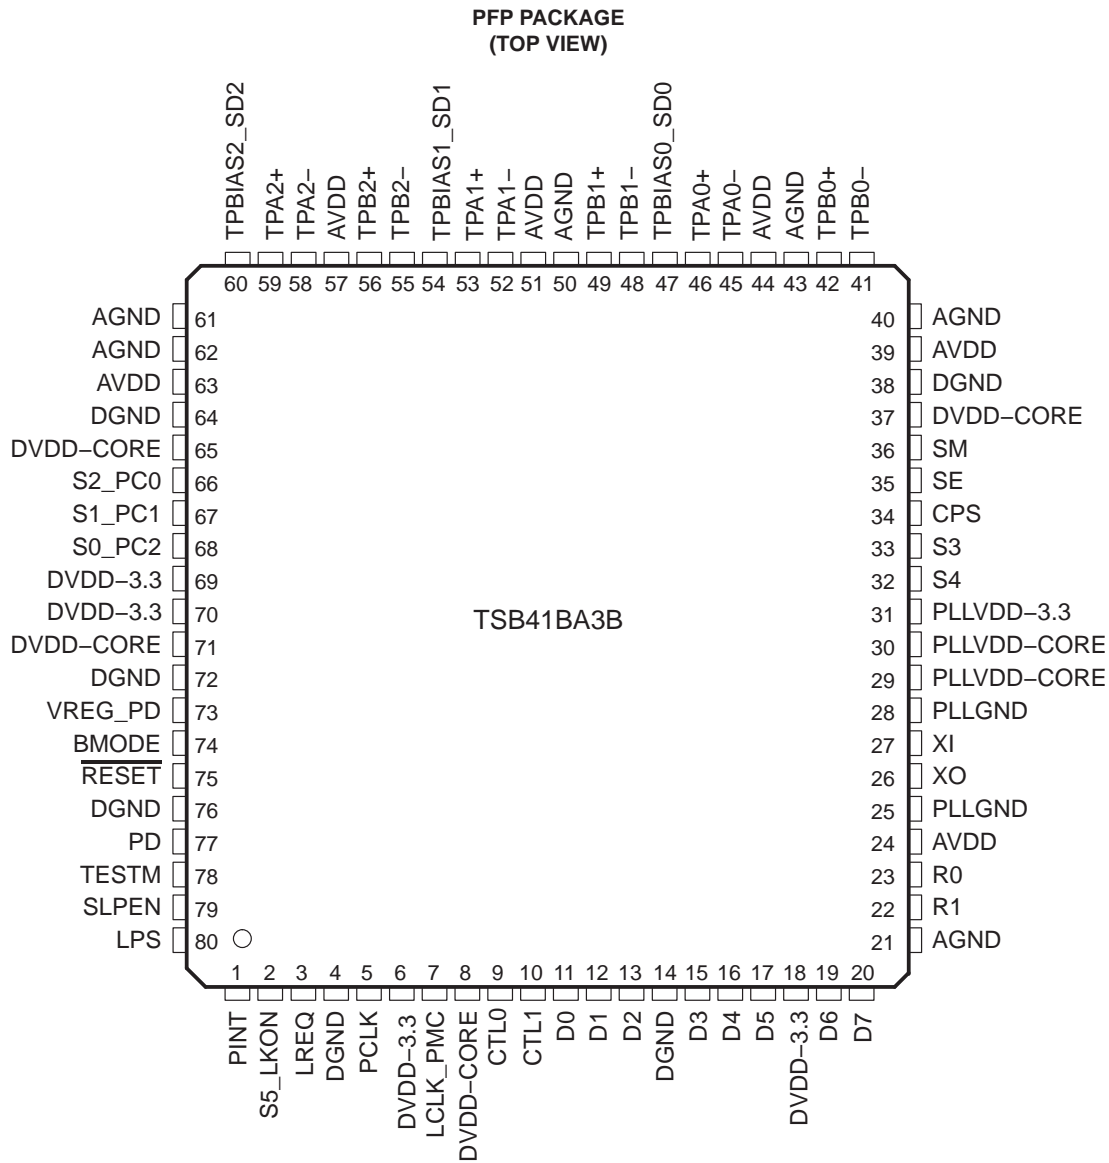 PFP PACKAGE
(TOP VIEW)
TPBIAS2_SD2
TPA2+
TPA2−
AVDD
TPB2+
TPB2−
TPBIAS1_SD1
TPA1+
TPA1−
AVDD
AGND
TPB1+
TPB1−
TPBIAS0_SD0
TPA0+
TPA0−
AVDD
AGND
TPB0+
TPB0−
60 59 58 57 56 55 54 53 52 51 50 49 48 47 46 45 44 43 42 41
AGND 61 40 AGND
AGND 62 39 AVDD
AVDD 63 38 DGND
DGND 64 37 DVDD−CORE
DVDD−CORE 65 36 SM
S2_PC0 66 35 SE
S1_PC1 67 34 CPS
S0_PC2 68 33 S3
DVDD−3.3 69 32 S4
DVDD−3.3 70 31 PLLVDD−3.3
TSB41BA3B
DVDD−CORE 71 30 PLLVDD−CORE
DGND 72 29 PLLVDD−CORE
VREG_PD 73 28 PLLGND
BMODE 74 27 XI
RESET 75 26 XO
DGND 76 25 PLLGND
PD 77 24 AVDD
TESTM 78 23 R0
SLPEN 79 22 R1
LPS 80 21 AGND
1 2 3 4 5 6 7 8 9 10 11 12 13 14 15 16 17 18 19 20
PINT
S5_LKON
LREQ
DGND
PCLK
DVDD−3.3
LCLK_PMC
DVDD−CORE
CTL0
CTL1
D0
D1
D2
DGND
D3
D4
D5
DVDD−3.3
D6
D7